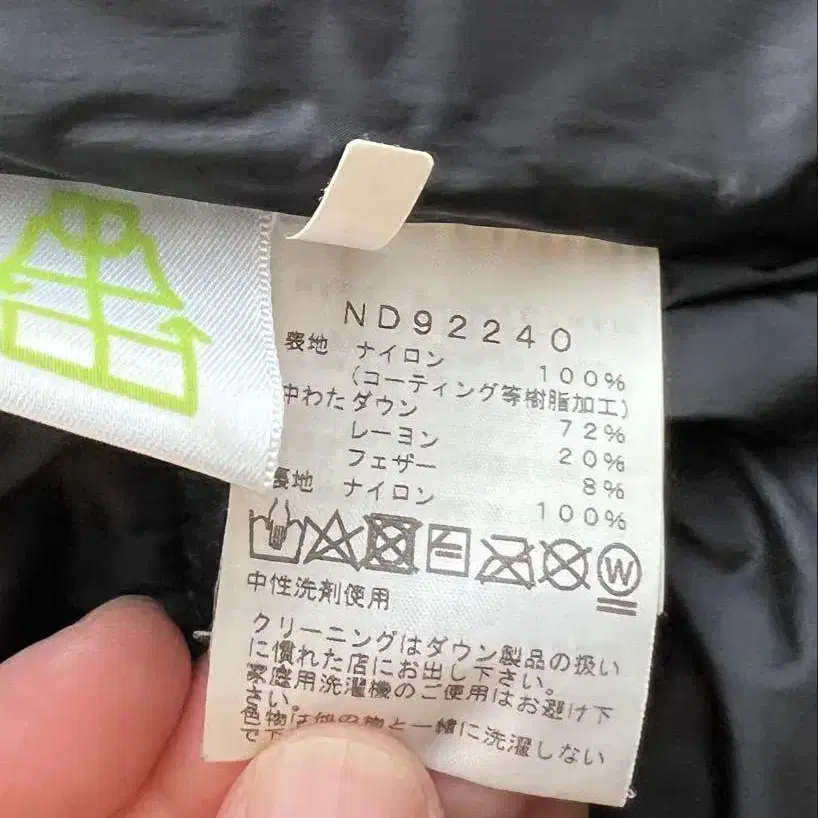 ND92240
表地 ナイロン 100%
(コーティング等樹脂加工)
中わた ダウン 72%
レーヨン 20%
フェザー 8%
裏地 ナイロン 100%
W
中性洗剤使用
クリーニングはダウン製品の扱い
に慣れた店にお出し下さい。
家庭用洗濯機のご使用はお避け下
さい。
色物は他の物と一緒に洗濯しない
で下